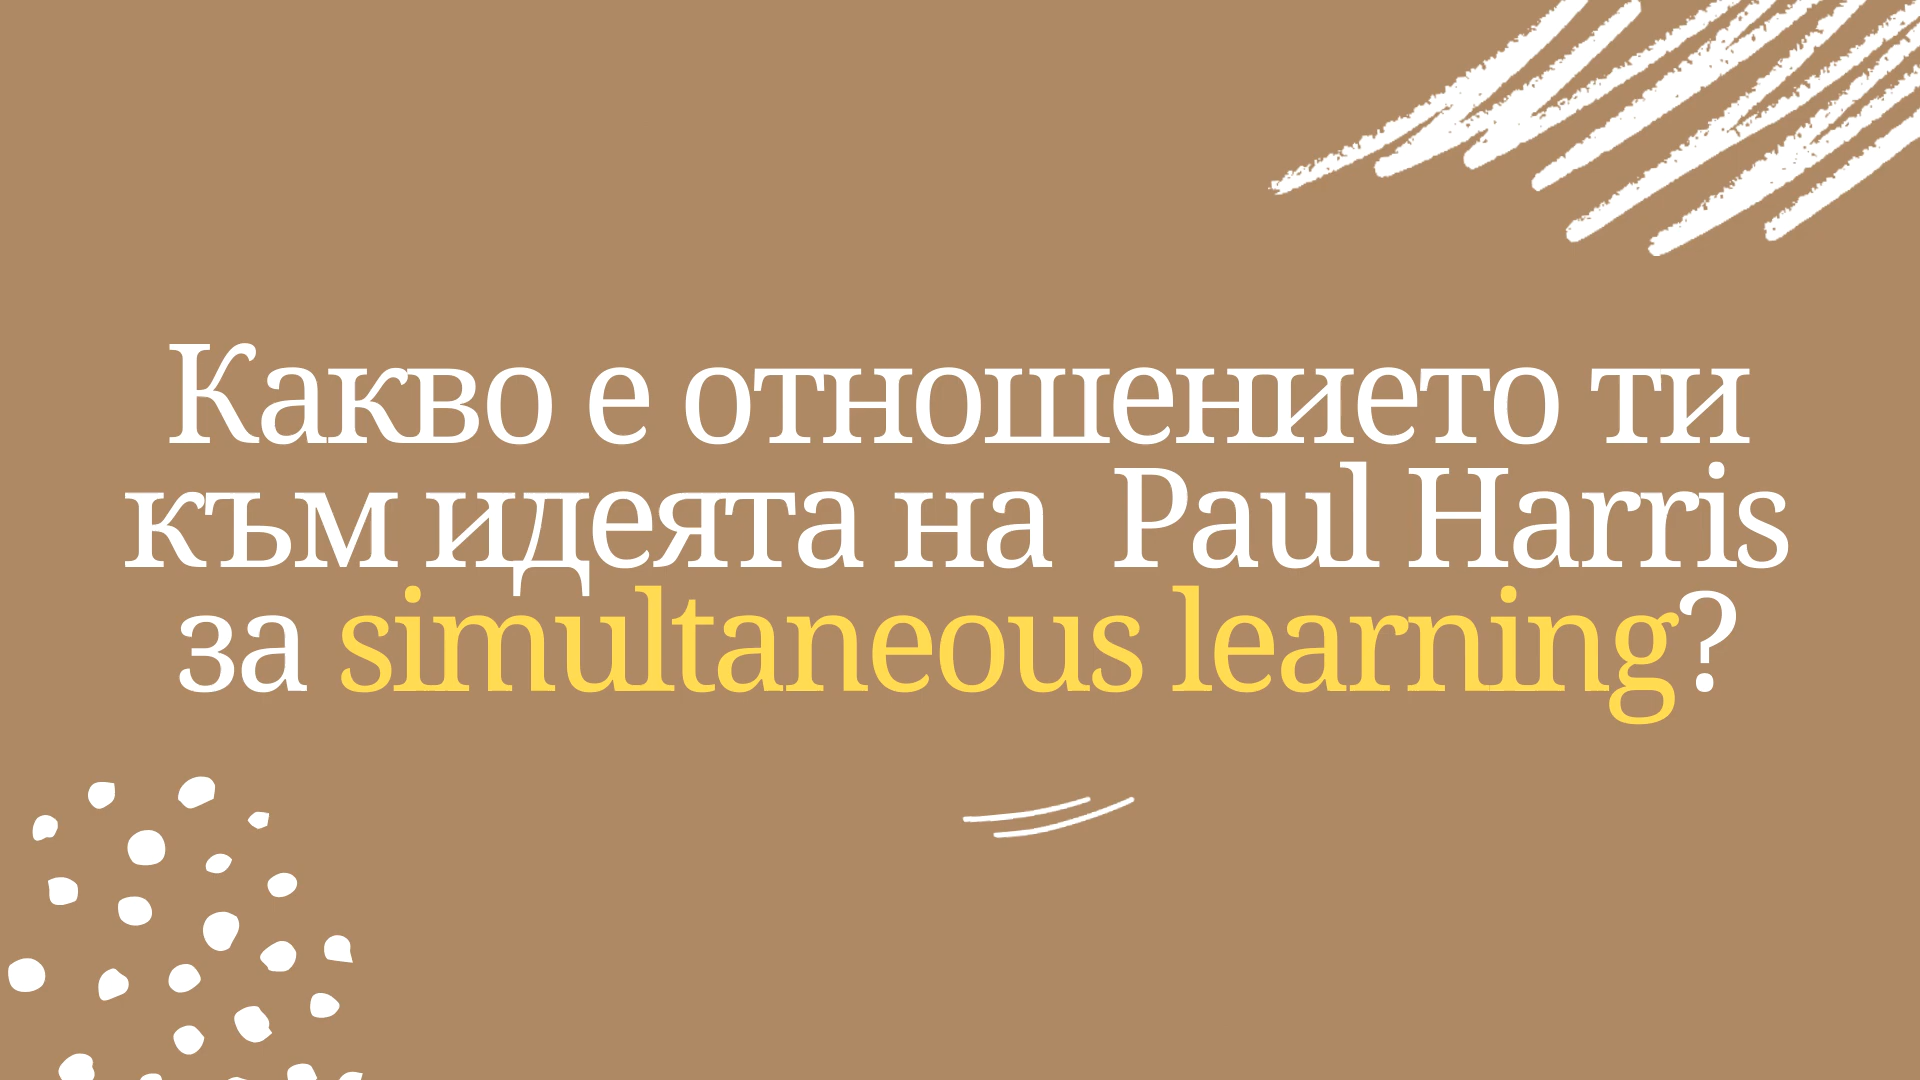 Какво е отношението ти
към идеята на Paul Harris
за simultaneous learning?